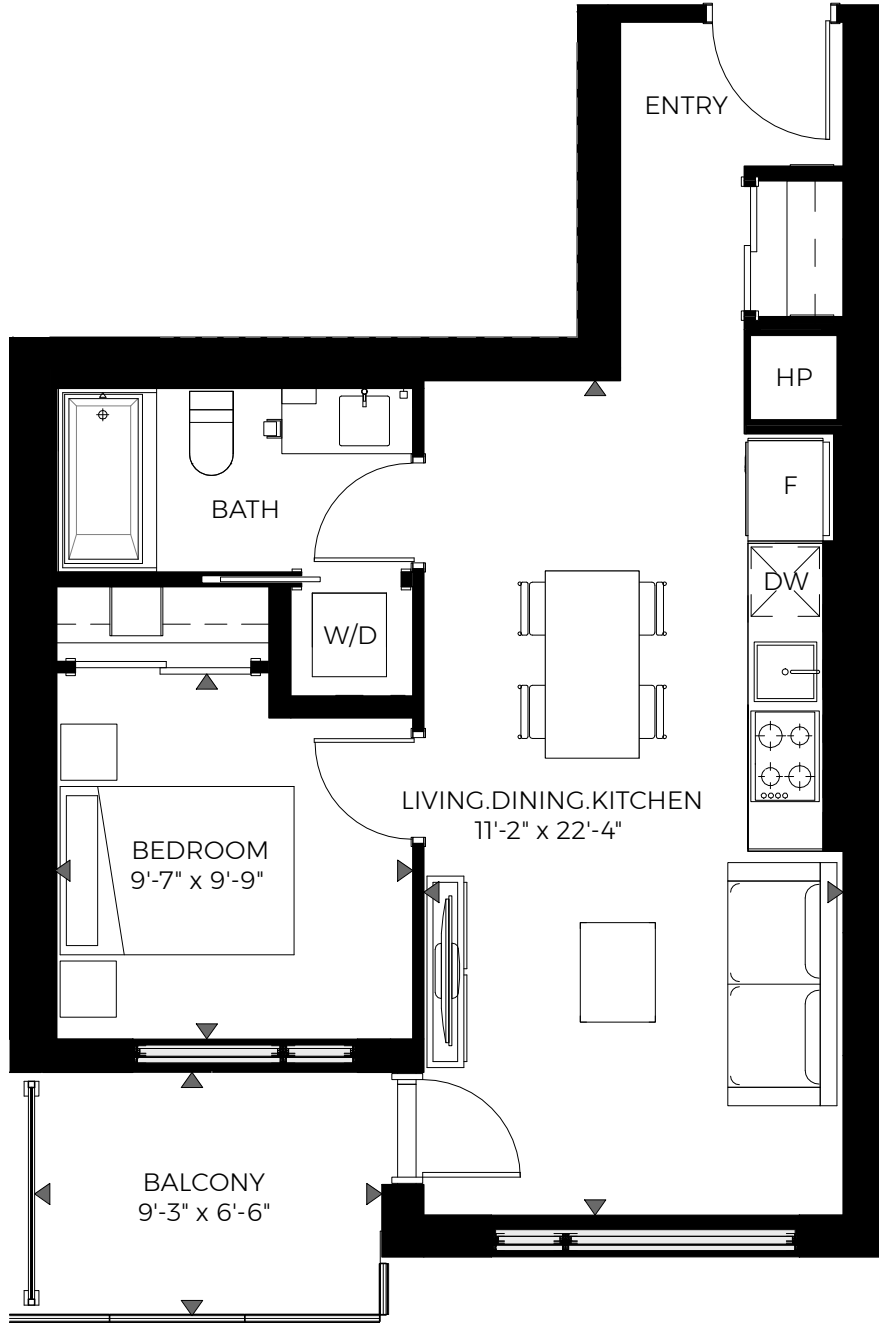 ENTRY
HP
F
BATH
DW
W/D
LIVING.DINING.KITCHEN
11'-2" x 22'-4"
BEDROOM
9'-7" x 9'-9"
BALCONY
9'-3" x 6'-6"